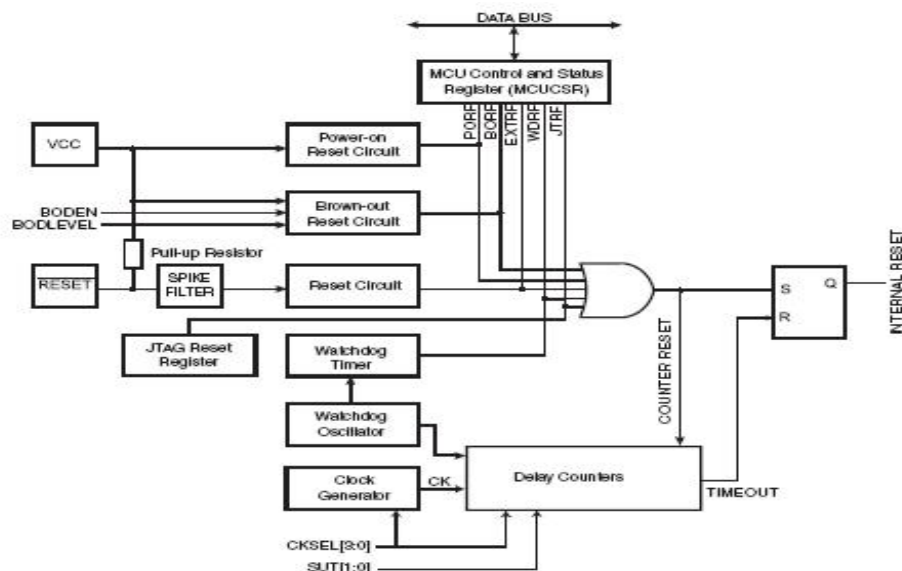 DATA BUS
MCU Control and Status
Register (MCUCSR)
PORF
BORF
EXTRF
WDRF
JTRF
VCC
Power-on
Reset Circuit
BODEN
BODLEVEL
Brown-out
Reset Circuit
Pull-up Resistor
RESET
SPIKE
FILTER
Reset Circuit
JTAG Reset
Register
Watchdog
Timer
Watchdog
Oscillator
Clock
Generator
CK
Delay Counters
COUNTER RESET
S
R
Q
INTERNAL RESET
TIMEOUT
CKSEL[3:0]
SUT[1:0]